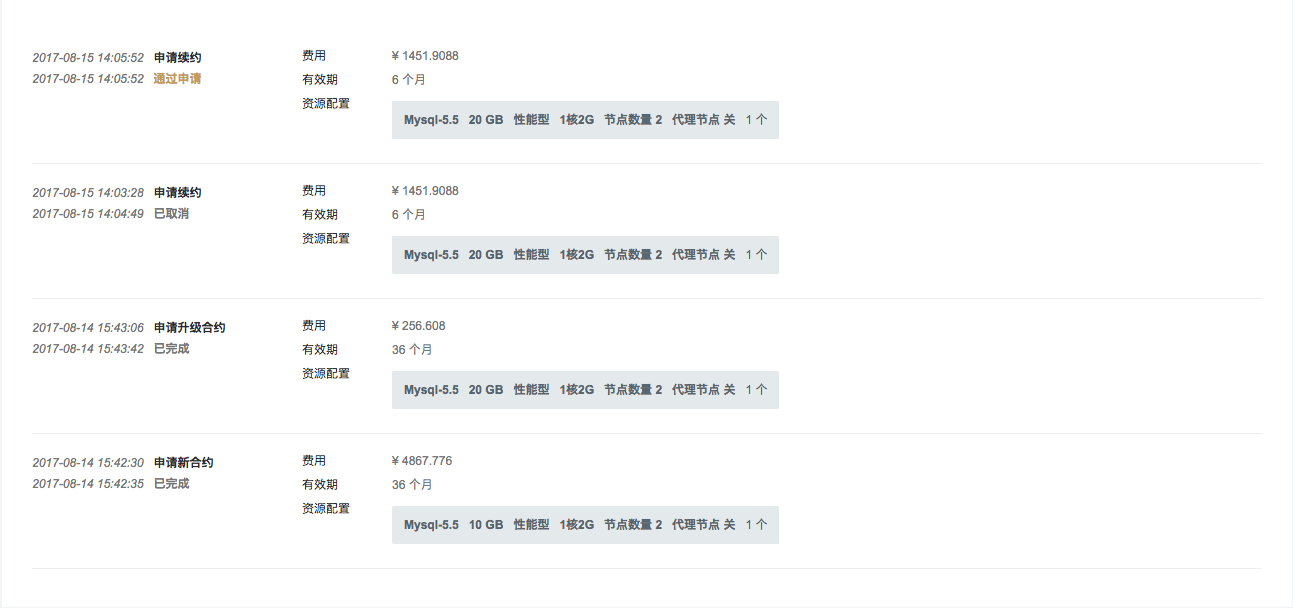 2017-08-15 14:05:52 申请续约 费用 ¥ 1451.9088
2017-08-15 14:05:52 通过申请 有效期 6 个月
资源配置
Mysql-5.5 20 GB 性能型 1核2G 节点数量 2 代理节点 关 1 个
2017-08-15 14:03:28 申请续约 费用 ¥ 1451.9088
2017-08-15 14:04:49 已取消 有效期 6 个月
资源配置
Mysql-5.5 20 GB 性能型 1核2G 节点数量 2 代理节点 关 1 个
2017-08-14 15:43:06 申请升级合约 费用 ¥ 256.608
2017-08-14 15:43:42 已完成 有效期 36 个月
资源配置
Mysql-5.5 20 GB 性能型 1核2G 节点数量 2 代理节点 关 1 个
2017-08-14 15:42:30 申请新合约 费用 ¥ 4867.776
2017-08-14 15:42:35 已完成 有效期 36 个月
资源配置
Mysql-5.5 10 GB 性能型 1核2G 节点数量 2 代理节点 关 1 个